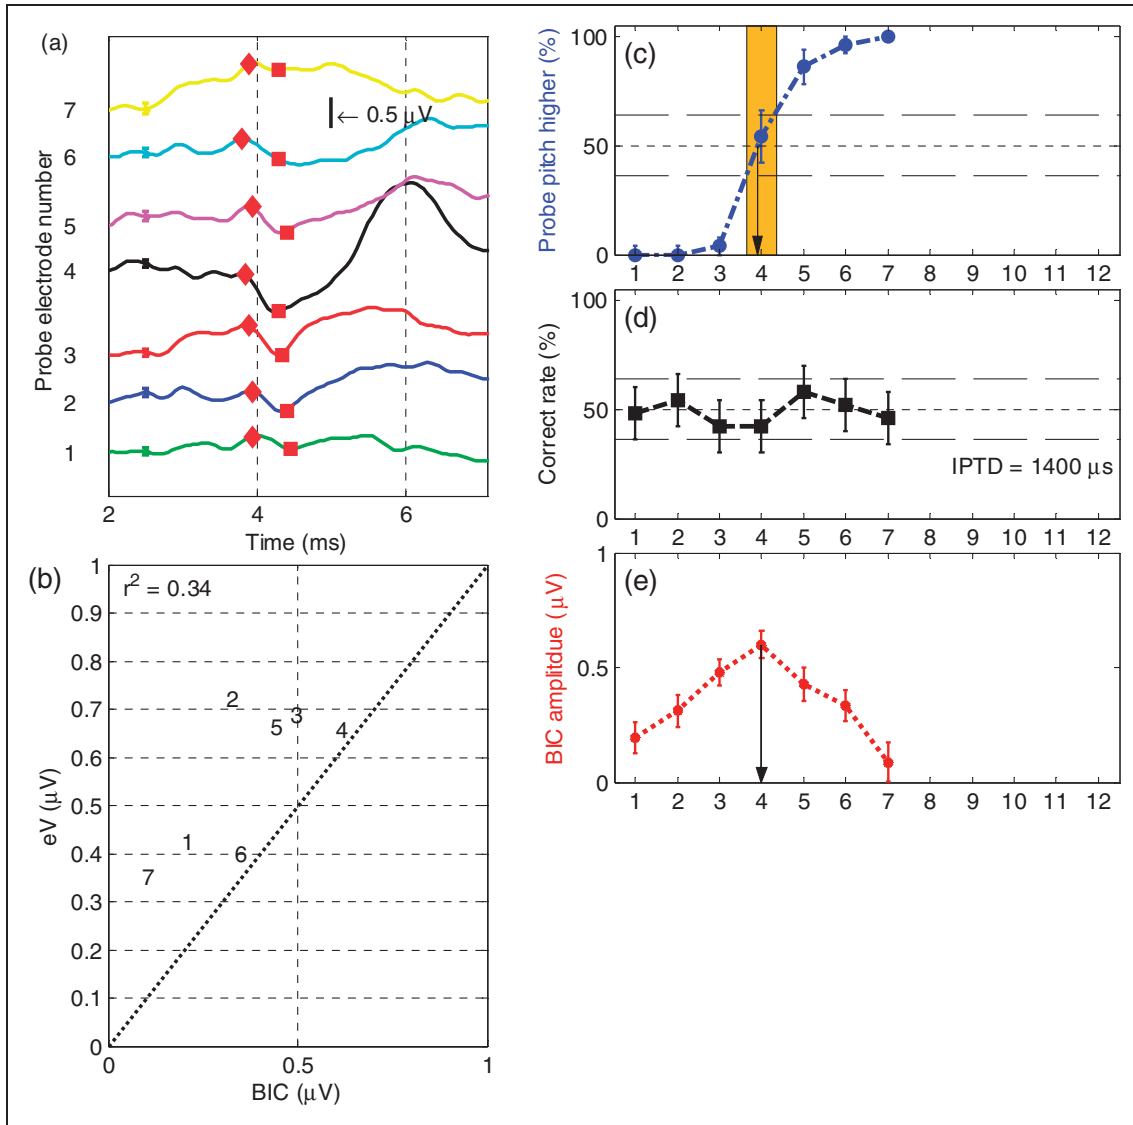 (a)
7
6
5
4
3
2
1
Probe electrode number
← 0.5 μV
2 4 6
Time (ms)
(b)
r² = 0.34
1
0.9
0.8
0.7
0.6
0.5
0.4
0.3
0.2
0.1
0
eV (μV)
2
3
5
4
1
6
7
0 0.5 1
BIC (μV)
(c)
Probe pitch higher (%)
100
50
0
1 2 3 4 5 6 7 8 9 10 11 12
(d)
Correct rate (%)
100
50
0
IPTD = 1400 μs
1 2 3 4 5 6 7 8 9 10 11 12
(e)
BIC amplitdue (μV)
1
0.5
0
1 2 3 4 5 6 7 8 9 10 11 12